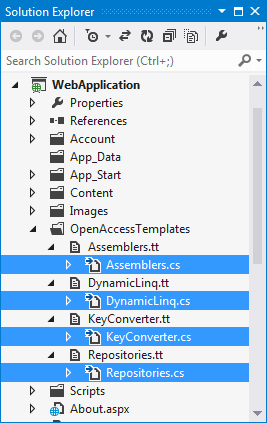 Solution Explorer
Search Solution Explorer (Ctrl+;)
WebApplication
Properties
References
Account
App_Data
App_Start
Content
Images
OpenAccessTemplates
Assemblers.tt
Assemblers.cs
DynamicLinq.tt
DynamicLinq.cs
KeyConverter.tt
KeyConverter.cs
Repositories.tt
Repositories.cs
Scripts
About.aspx